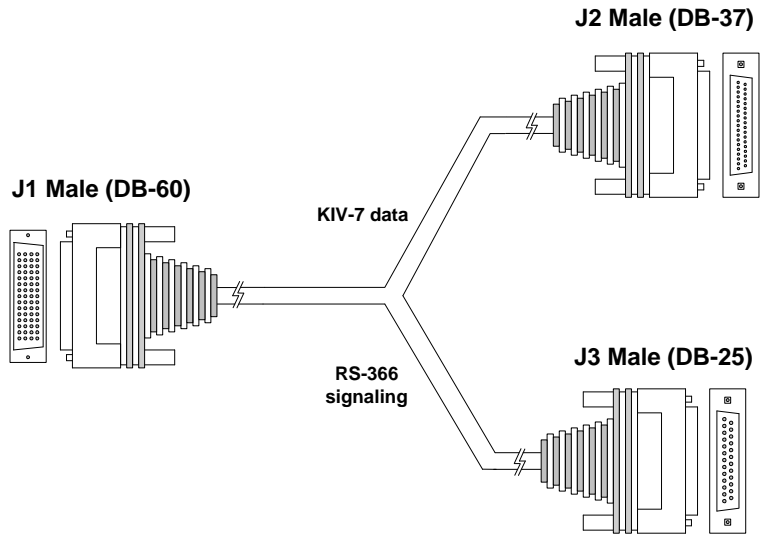 J2 Male (DB-37)
J1 Male (DB-60)
KIV-7 data
J3 Male (DB-25)
RS-366
signaling